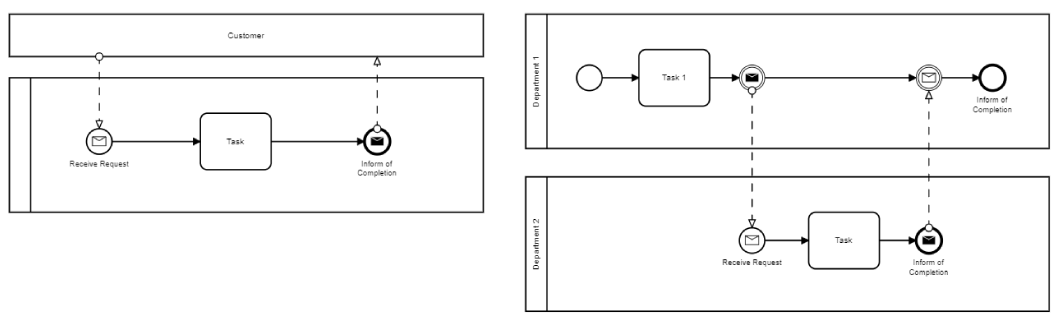 Customer
Receive Request
Task
Inform of
Completion
Department 1
Task 1
Inform of
Completion
Department 2
Receive Request
Task
Inform of
Completion